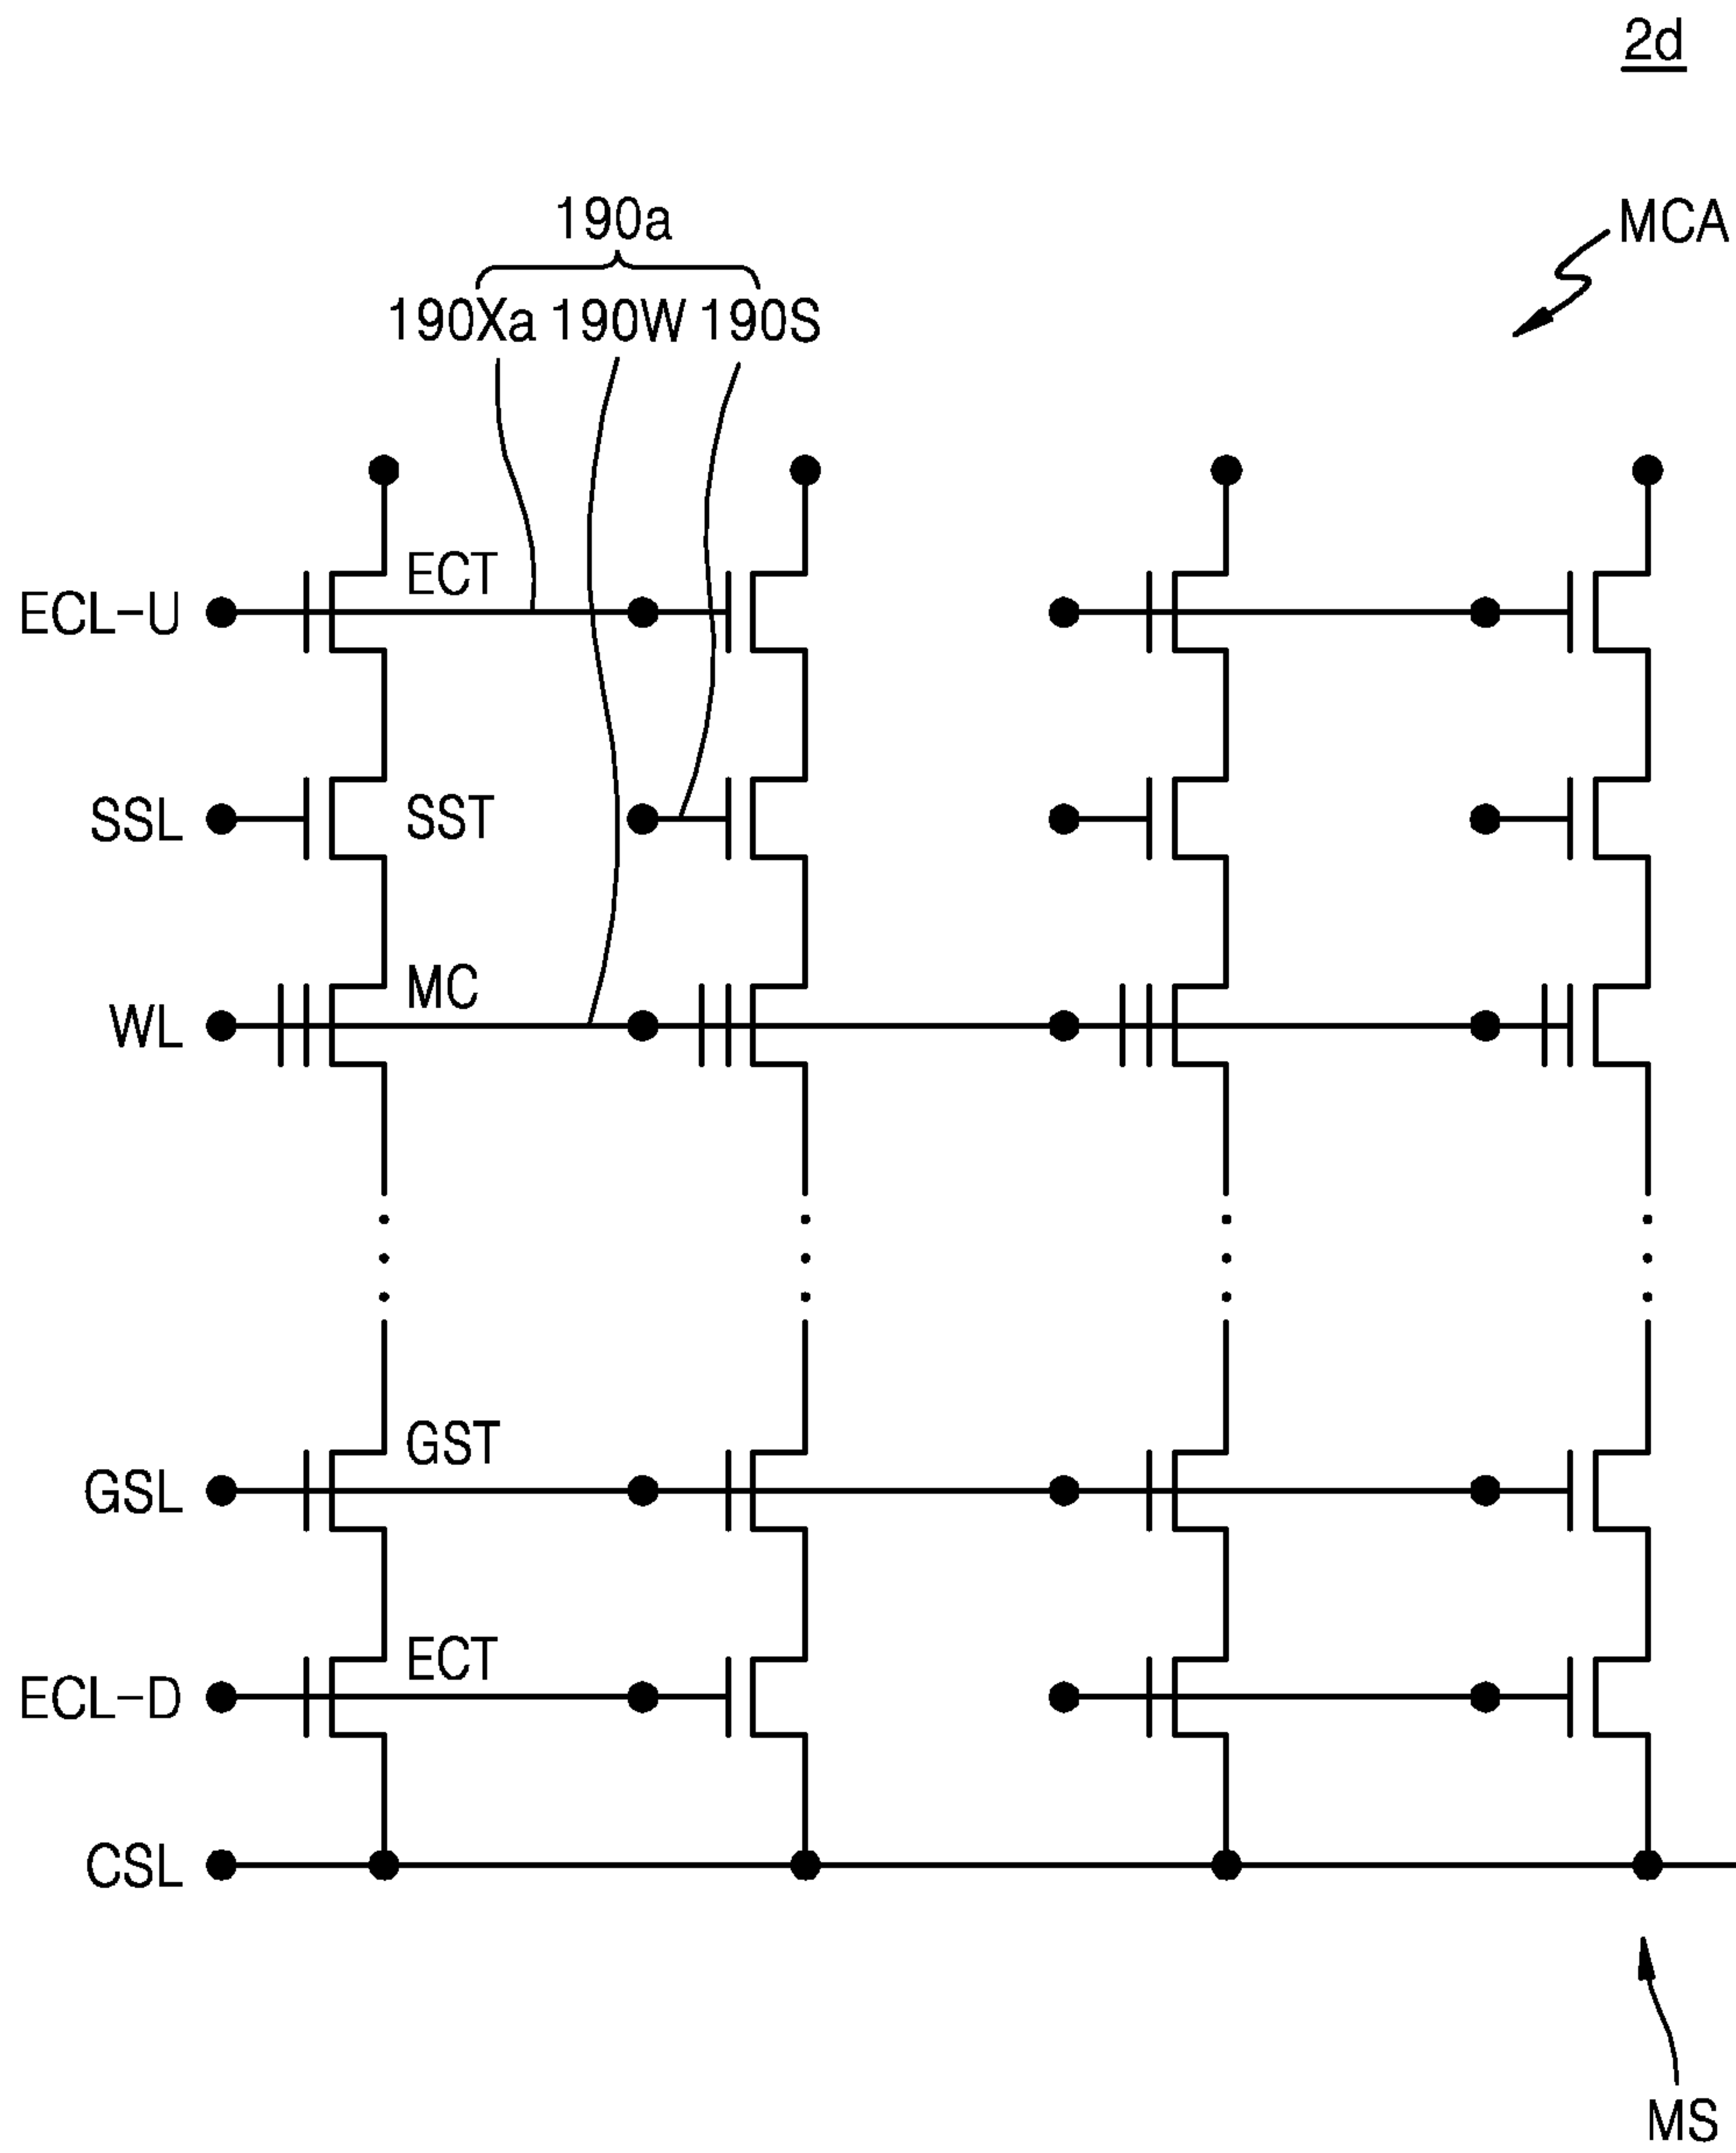 2d
MCA
190a
190Xa 190W 190S
ECT
ECL-U
SSL
SST
MC
WL
GST
GSL
ECT
ECL-D
CSL
MS